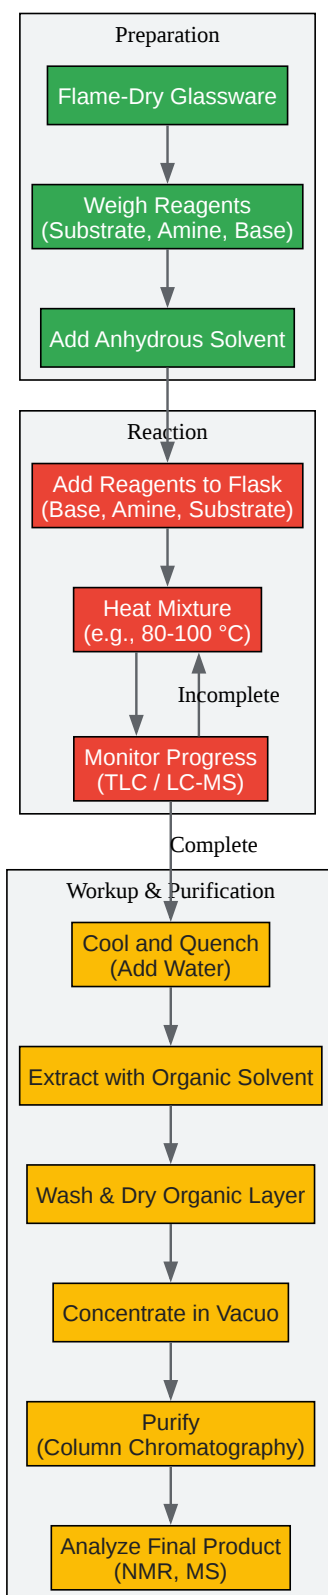 Preparation
Flame-Dry Glassware
Weigh Reagents
(Substrate, Amine, Base)
Add Anhydrous Solvent
Reaction
Add Reagents to Flask
(Base, Amine, Substrate)
Heat Mixture
(e.g., 80-100 °C)
Incomplete
Monitor Progress
(TLC / LC-MS)
Complete
Workup & Purification
Cool and Quench
(Add Water)
Extract with Organic Solvent
Wash & Dry Organic Layer
Concentrate in Vacuo
Purify
(Column Chromatography)
Analyze Final Product
(NMR, MS)